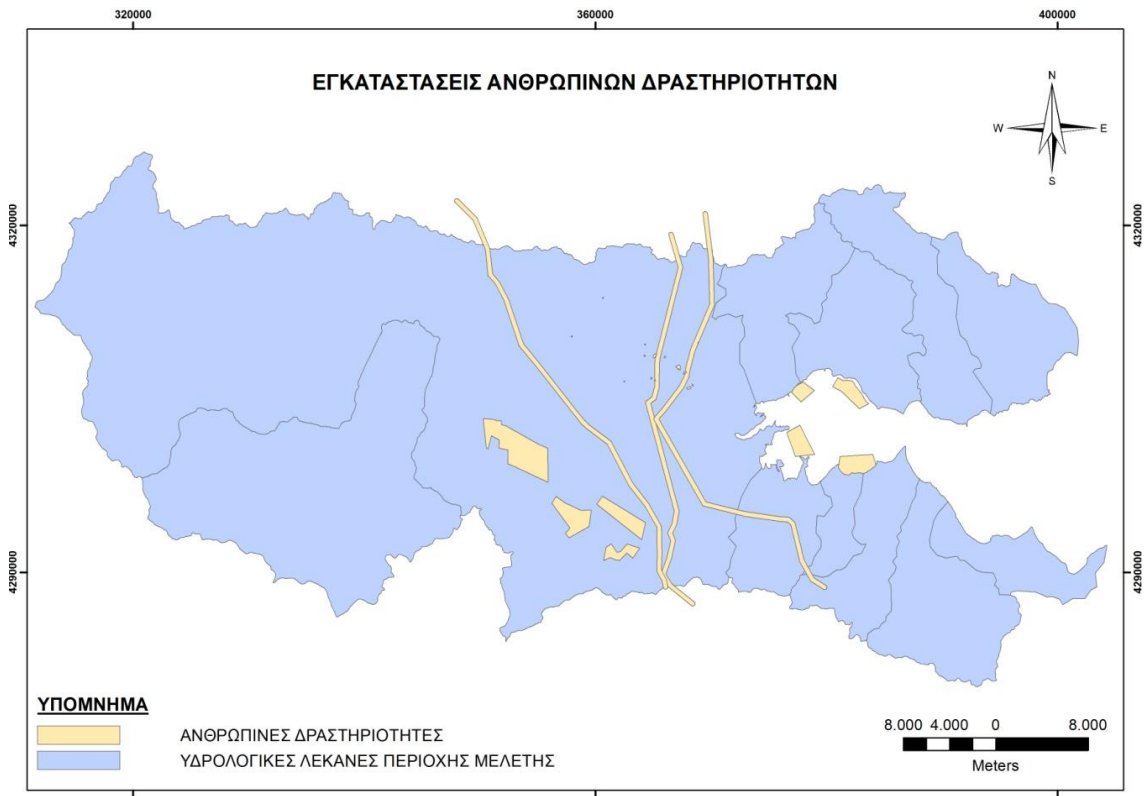 320000 360000 400000
ΕΓΚΑΤΑΣΤΑΣΕΙΣ ΑΝΘΡΩΠΙΝΩΝ ΔΡΑΣΤΗΡΙΟΤΗΤΩΝ
N
W E
S
4320000 4320000
4290000 4290000
ΥΠΟΜΝΗΜΑ
ΑΝΘΡΩΠΙΝΕΣ ΔΡΑΣΤΗΡΙΟΤΗΤΕΣ
ΥΔΡΟΛΟΓΙΚΕΣ ΛΕΚΑΝΕΣ ΠΕΡΙΟΧΗΣ ΜΕΛΕΤΗΣ
8.000 4.000 0 8.000
Meters